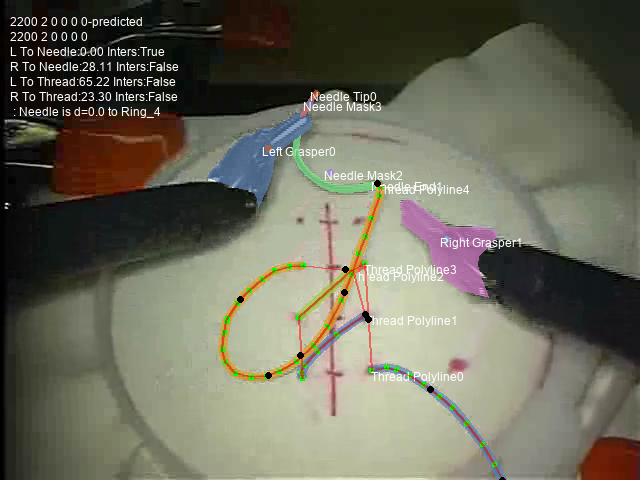 2200 2 0 0 0 0-predicted
2200 2 0 0 0 0
L To Needle:0.00 Inters:True
R To Needle:28.11 Inters:False
L To Thread:65.22 Inters:False
R To Thread:23.30 Inters:False
: Needle is d=0.0 to Ring_4
Needle Tip0
Needle Mask3
Left Grasper0
Needle Mask2
Needle End1
Thread Polyline4
Right Grasper1
Thread Polyline3
Thread Polyline2
Thread Polyline1
Thread Polyline0